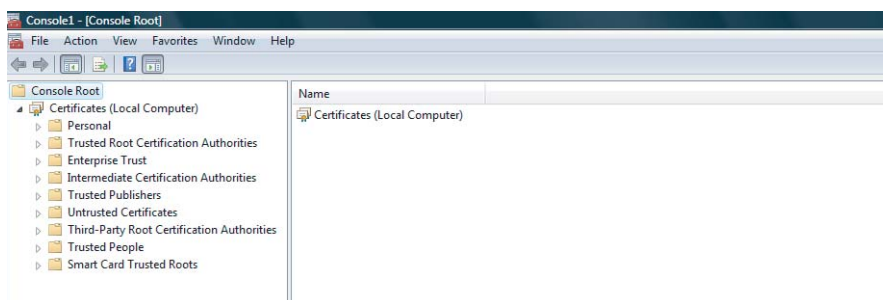 Console1 - [Console Root]
File Action View Favorites Window Help
Console Root
Name
Certificates (Local Computer)
Certificates (Local Computer)
Personal
Trusted Root Certification Authorities
Enterprise Trust
Intermediate Certification Authorities
Trusted Publishers
Untrusted Certificates
Third-Party Root Certification Authorities
Trusted People
Smart Card Trusted Roots